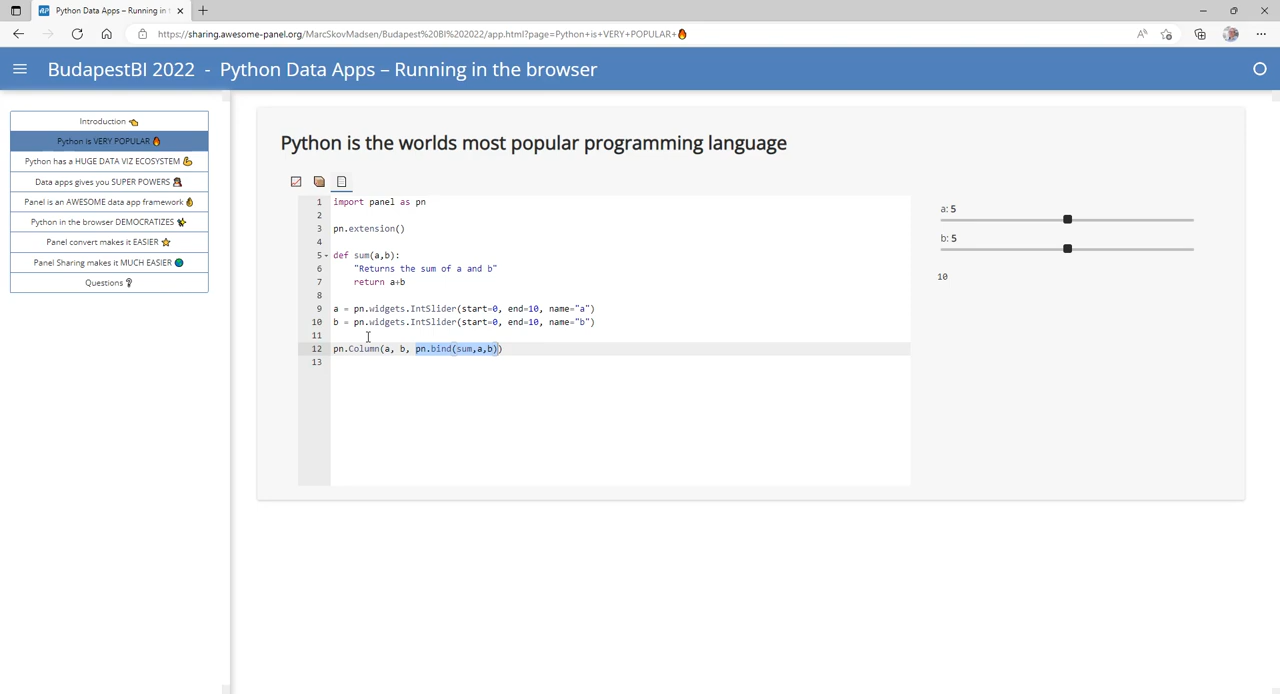 Python Data Apps – Running in t
https://sharing.awesome-panel.org/MarcSkovMadsen/Budapest%20BI%202022/app.html?page=Python+is+VERY+POPULAR+🔥
BudapestBI 2022 - Python Data Apps – Running in the browser
Introduction 👈
Python is VERY POPULAR 🔥
Python has a HUGE DATA VIZ ECOSYSTEM 💪
Data apps gives you SUPER POWERS 🦸
Panel is an AWESOME data app framework 💧
Python in the browser DEMOCRATIZES
Panel convert makes it EASIER ⭐
Panel Sharing makes it MUCH EASIER 🌎
Questions ❔
Python is the worlds most popular programming language
1 import panel as pn
2
3 pn.extension()
4
5 def sum(a,b):
6     "Returns the sum of a and b"
7     return a+b
8
9 a = pn.widgets.IntSlider(start=0, end=10, name="a")
10 b = pn.widgets.IntSlider(start=0, end=10, name="b")
11
12 pn.Column(a, b, pn.bind(sum,a,b))
13
a: 5
b: 5
10